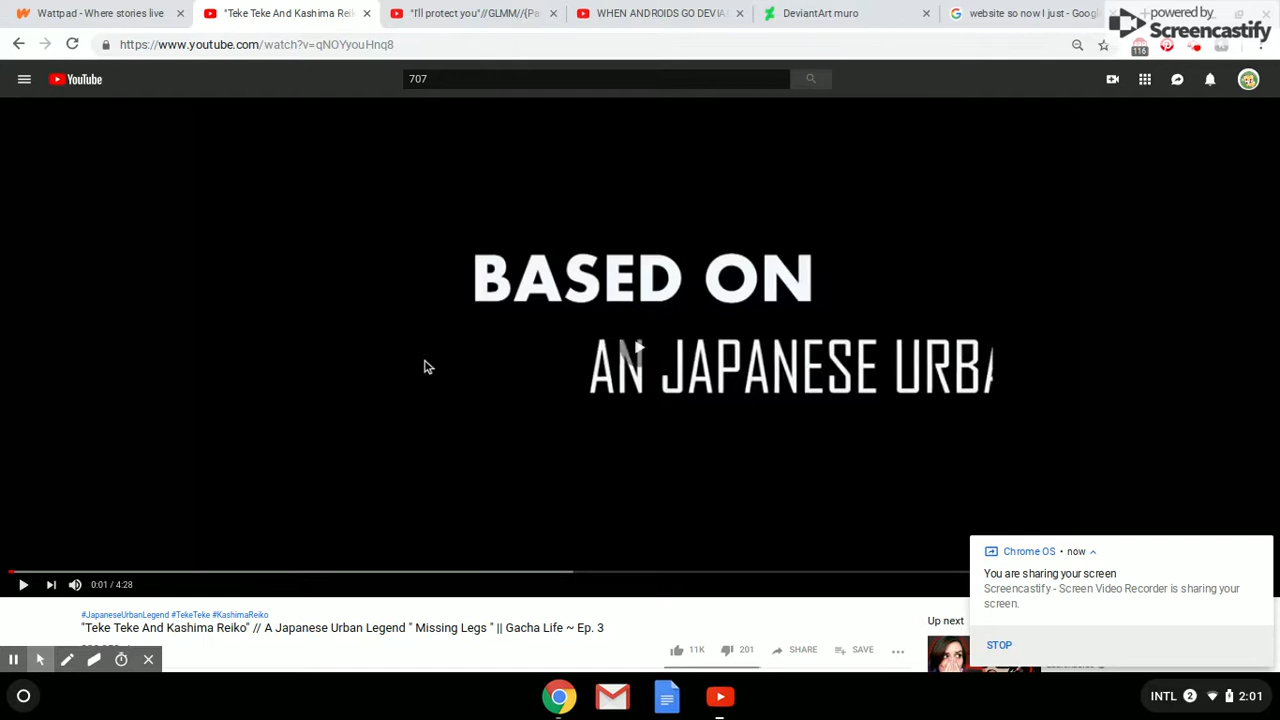 Wattpad - Where stories live
"Teke Teke And Kashima Rei
"I'll protect you"//GLMM//(Pa
WHEN ANDROIDS GO DEVIA
DeviantArt muro
website so now I just - Goog
powered by
Screencastify
https://www.youtube.com/watch?v=qNOYyouHnq8
116
YouTube
707
BASED ON
AN JAPANESE URBA
0:01 / 4:28
Chrome OS • now
You are sharing your screen
Screencastify - Screen Video Recorder is sharing your
screen.
STOP
#JapaneseUrbanLegend #TekeTeke #KashimaReiko
"Teke Teke And Kashima Reiko" // A Japanese Urban Legend " Missing Legs " || Gacha Life ~ Ep. 3
Up next
11K
201
SHARE
SAVE
INTL 2 2:01